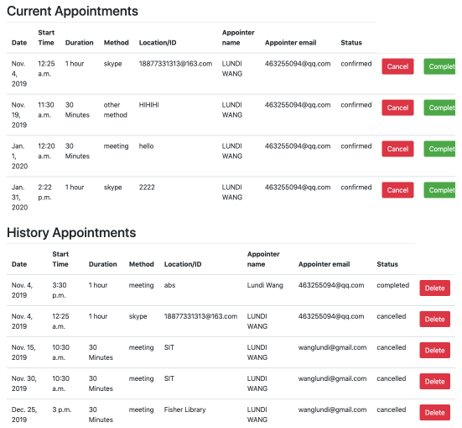 Current Appointments
Date Start Time Duration Method Location/ID Appointer name Appointer email Status
Nov. 4, 2019 12:25 a.m. 1 hour skype 18877331313@163.com LUNDI WANG 463255094@qq.com confirmed Cancel Complet
Nov. 19, 2019 11:30 a.m. 30 Minutes other method HIHIHI LUNDI WANG 463255094@qq.com confirmed Cancel Complet
Jan. 1, 2020 12:20 a.m. 30 Minutes meeting hello LUNDI WANG 463255094@qq.com confirmed Cancel Complet
Jan. 31, 2020 2:22 p.m. 1 hour skype 2222 LUNDI WANG 463255094@qq.com confirmed Cancel Complet
History Appointments
Date Start Time Duration Method Location/ID Appointer name Appointer email Status
Nov. 4, 2019 3:30 p.m. 1 hour meeting abs Lundi Wang 463255094@qq.com completed Delete
Nov. 4, 2019 12:25 a.m. 1 hour skype 18877331313@163.com LUNDI WANG 463255094@qq.com cancelled Delete
Nov. 15, 2019 10:30 a.m. 30 Minutes meeting SIT LUNDI WANG wanglundi@gmail.com cancelled Delete
Nov. 30, 2019 10:30 a.m. 30 Minutes meeting SIT LUNDI WANG wanglundi@gmail.com cancelled Delete
Dec. 25, 2019 3 p.m. 30 Minutes meeting Fisher Library LUNDI WANG wanglundi@gmail.com cancelled Delete